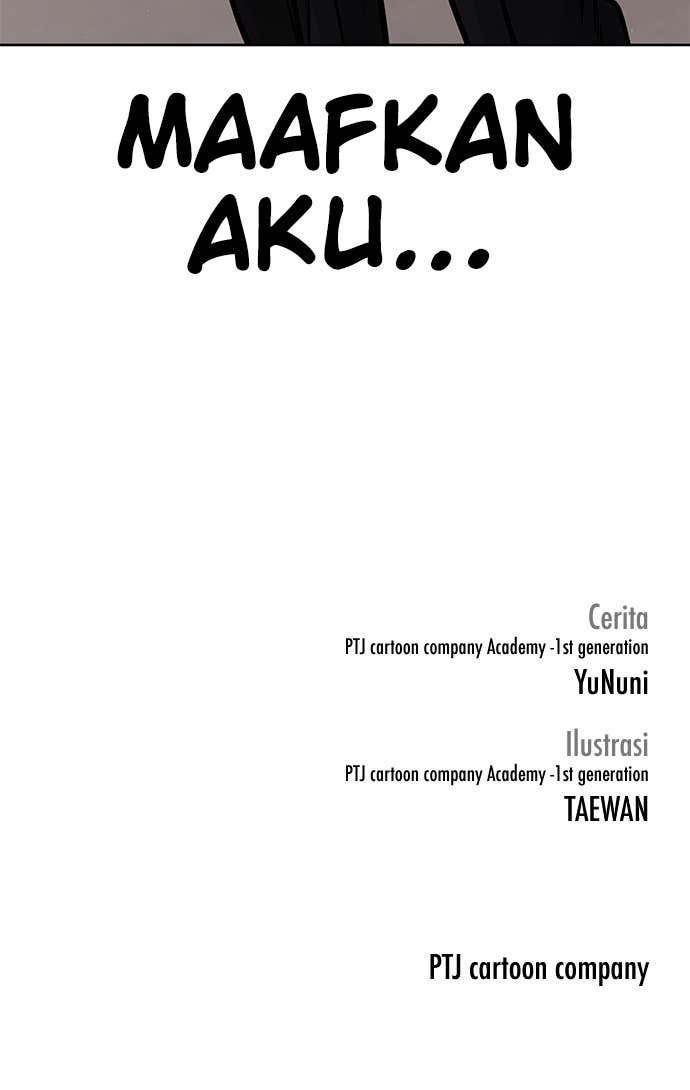 MAAFKAN
AKU...
Cerita
PTJ cartoon company Academy -1st generation
YuNuni
Ilustrasi
PTJ cartoon company Academy -1st generation
TAEWAN
PTJ cartoon company